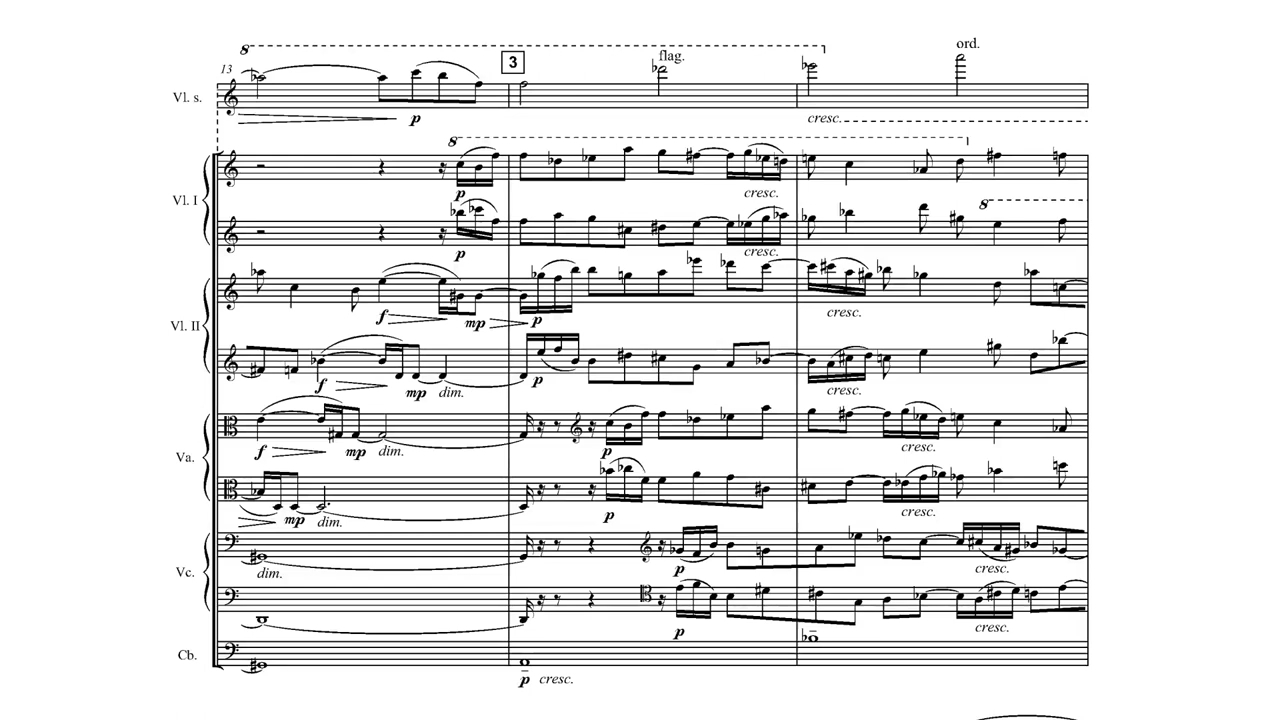 8
13
3
flag.
ord.
Vl. s.
p
cresc.
8
Vl. I
p
cresc.
8
p
cresc.
Vl. II
f
mp
p
cresc.
f
mp
dim.
p
cresc.
Va.
f
mp
dim.
p
cresc.
mp
dim.
p
cresc.
Vc.
dim.
p
cresc.
p
cresc.
Cb.
p cresc.